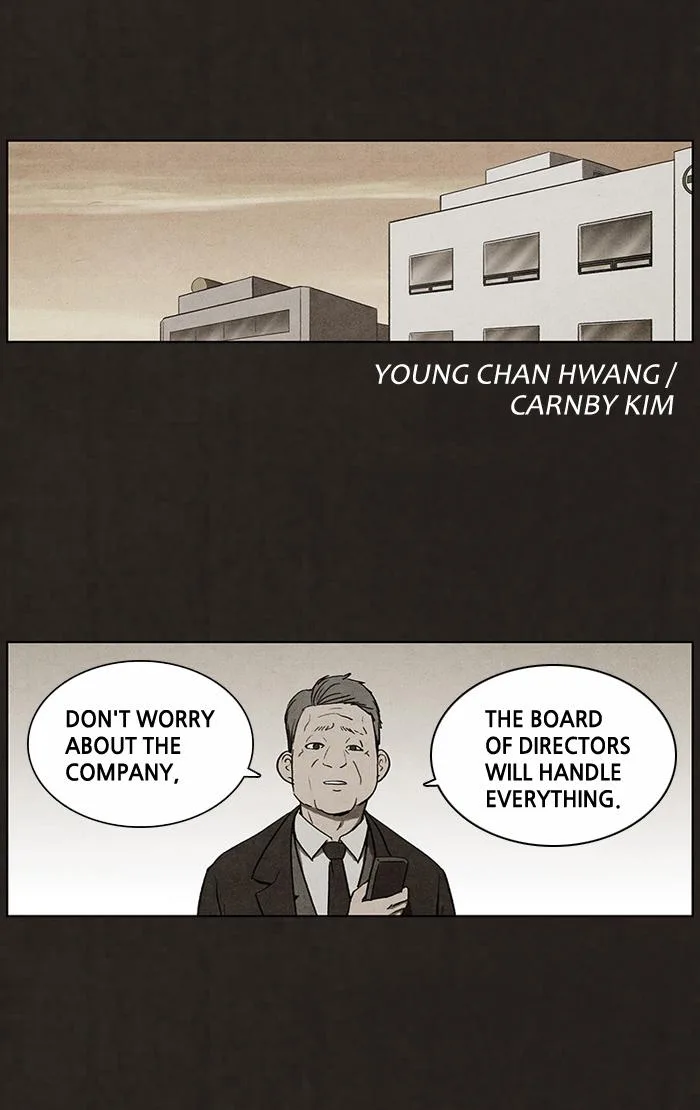 YOUNG CHAN HWANG /
CARNBY KIM
DON'T WORRY
ABOUT THE
COMPANY,
THE BOARD
OF DIRECTORS
WILL HANDLE
EVERYTHING.